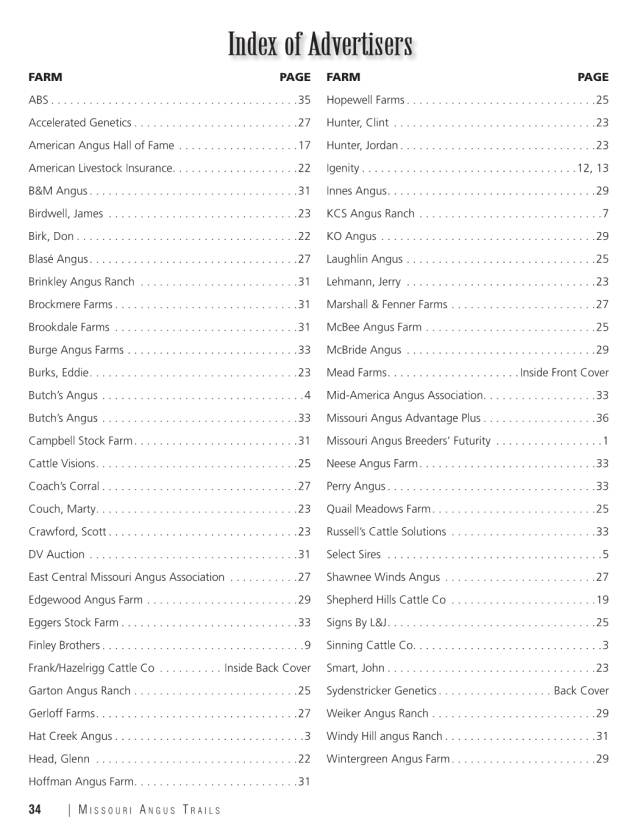 Index of Advertisers
FARM PAGE
ABS . . . . . . . . . . 35
Accelerated Genetics . . . . . . . . . . 27
American Angus Hall of Fame . . . . . . . . . . 17
American Livestock Insurance. . . . . . . . . . 22
B&M Angus . . . . . . . . . . 31
Birdwell, James . . . . . . . . . . 23
Birk, Don . . . . . . . . . . 22
Blasé Angus . . . . . . . . . . 27
Brinkley Angus Ranch . . . . . . . . . . 31
Brockmere Farms . . . . . . . . . . 31
Brookdale Farms . . . . . . . . . . 31
Burge Angus Farms . . . . . . . . . . 33
Burks, Eddie . . . . . . . . . . 23
Butch's Angus . . . . . . . . . . 4
Butch's Angus . . . . . . . . . . 33
Campbell Stock Farm . . . . . . . . . . 31
Cattle Visions . . . . . . . . . . 25
Coach's Corral . . . . . . . . . . 27
Couch, Marty . . . . . . . . . . 23
Crawford, Scott . . . . . . . . . . 23
DV Auction . . . . . . . . . . 31
East Central Missouri Angus Association . . . . . . . . . . 27
Edgewood Angus Farm . . . . . . . . . . 29
Eggers Stock Farm . . . . . . . . . . 33
Finley Brothers . . . . . . . . . . 9
Frank/Hazelrigg Cattle Co . . . . . . . . . . Inside Back Cover
Garton Angus Ranch . . . . . . . . . . 25
Gerloff Farms . . . . . . . . . . 27
Hat Creek Angus . . . . . . . . . . 3
Head, Glenn . . . . . . . . . . 22
Hoffman Angus Farm . . . . . . . . . . 31
FARM PAGE
Hopewell Farms . . . . . . . . . . 25
Hunter, Clint . . . . . . . . . . 23
Hunter, Jordan . . . . . . . . . . 23
Igenity . . . . . . . . . . 12, 13
Innes Angus . . . . . . . . . . 29
KCS Angus Ranch . . . . . . . . . . 7
KO Angus . . . . . . . . . . 29
Laughlin Angus . . . . . . . . . . 25
Lehmann, Jerry . . . . . . . . . . 23
Marshall & Fenner Farms . . . . . . . . . . 27
McBee Angus Farm . . . . . . . . . . 25
McBride Angus . . . . . . . . . . 29
Mead Farms . . . . . . . . . . Inside Front Cover
Mid-America Angus Association . . . . . . . . . . 33
Missouri Angus Advantage Plus . . . . . . . . . . 36
Missouri Angus Breeders' Futurity . . . . . . . . . . 1
Neese Angus Farm . . . . . . . . . . 33
Perry Angus . . . . . . . . . . 33
Quail Meadows Farm . . . . . . . . . . 25
Russell's Cattle Solutions . . . . . . . . . . 33
Select Sires . . . . . . . . . . 5
Shawnee Winds Angus . . . . . . . . . . 27
Shepherd Hills Cattle Co . . . . . . . . . . 19
Signs By L&J . . . . . . . . . . 25
Sinning Cattle Co. . . . . . . . . . . 3
Smart, John . . . . . . . . . . 23
Sydenstricker Genetics . . . . . . . . . . Back Cover
Weiker Angus Ranch . . . . . . . . . . 29
Windy Hill angus Ranch . . . . . . . . . . 31
Wintergreen Angus Farm . . . . . . . . . . 29
34 | MISSOURI ANGUS TRAILS